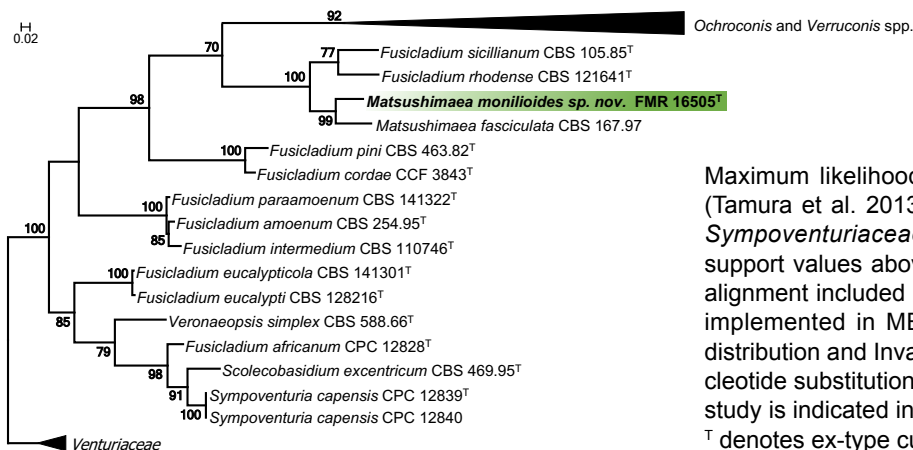 0.02
92
Ochroconis and Verruconis spp.
70
77
Fusicladium sicillianum CBS 105.85ᵀ
100
Fusicladium rhodense CBS 121641ᵀ
98
Matsushimaea monilioides sp. nov. FMR 16505ᵀ
99
Matsushimaea fasciculata CBS 167.97
100
Fusicladium pini CBS 463.82ᵀ
Fusicladium cordae CCF 3843ᵀ
Fusicladium paraamoenum CBS 141322ᵀ
100
Fusicladium amoenum CBS 254.95ᵀ
85
Fusicladium intermedium CBS 110746ᵀ
100
100
Fusicladium eucalypticola CBS 141301ᵀ
Fusicladium eucalypti CBS 128216ᵀ
85
Veronaeopsis simplex CBS 588.66ᵀ
79
Fusicladium africanum CPC 12828ᵀ
98
Scolecobasidium excentricum CBS 469.95ᵀ
91
Sympoventuria capensis CPC 12839ᵀ
100
Sympoventuria capensis CPC 12840
Venturiaceae
Maximum likelihood
(Tamura et al. 2013
Sympoventuriaceae
support values above
alignment included
implemented in ME
distribution and Inva
cleotide substitution
study is indicated in
ᵀ denotes ex-type cu